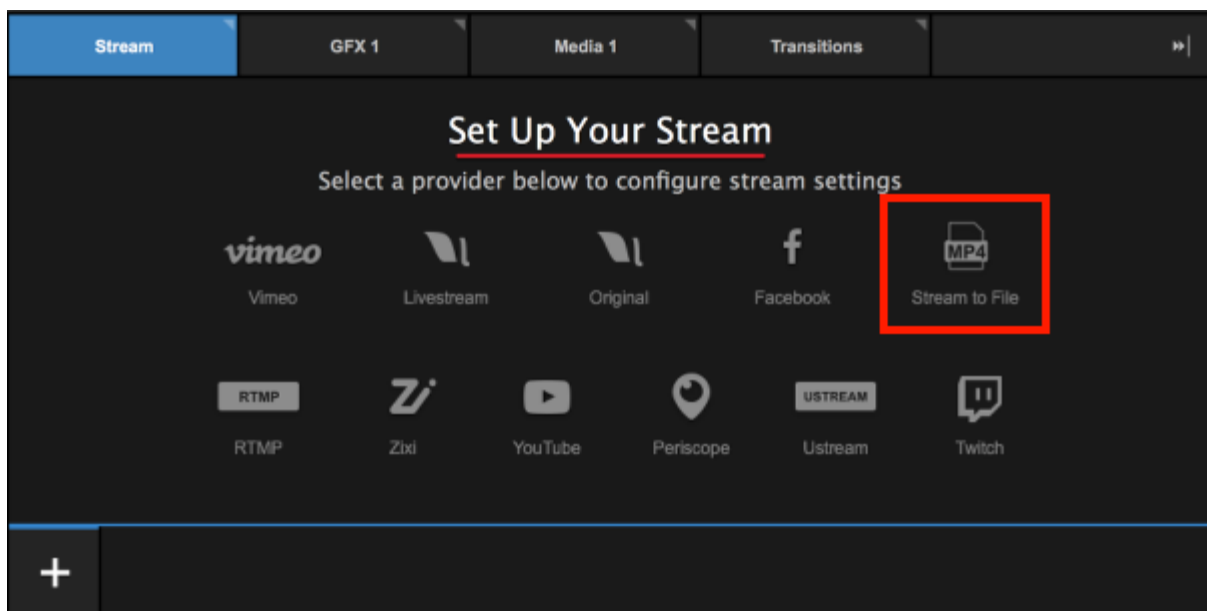 Stream GFX 1 Media 1 Transitions
Set Up Your Stream
Select a provider below to configure stream settings
vimeo MP4
Vimeo Livestream Original Facebook Stream to File
RTMP USTREAM
RTMP Zixi YouTube Periscope Ustream Twitch